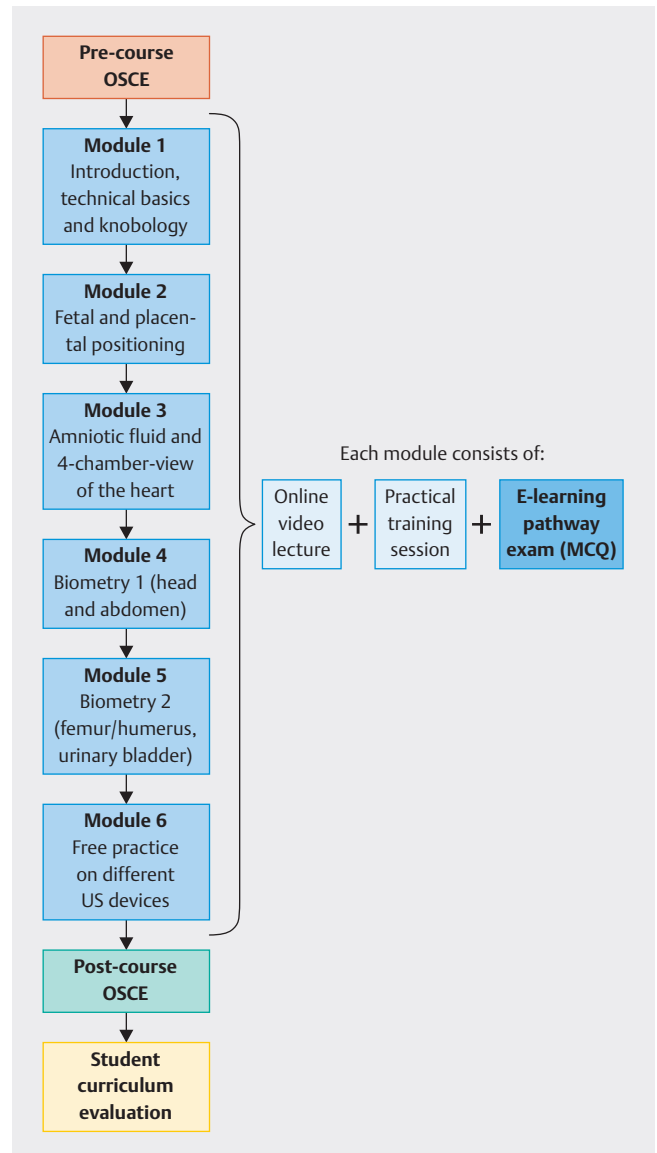 Pre-course
OSCE
Module 1
Introduction,
technical basics
and knobology
Module 2
Fetal and placen-
tal positioning
Module 3
Amniotic fluid and
4-chamber-view
of the heart
Module 4
Biometry 1 (head
and abdomen)
Module 5
Biometry 2
(femur/humerus,
urinary bladder)
Module 6
Free practice
on different
US devices
Post-course
OSCE
Student
curriculum
evaluation
Each module consists of:
Online
video
lecture
+
Practical
training
session
+
E-learning
pathway
exam (MCQ)